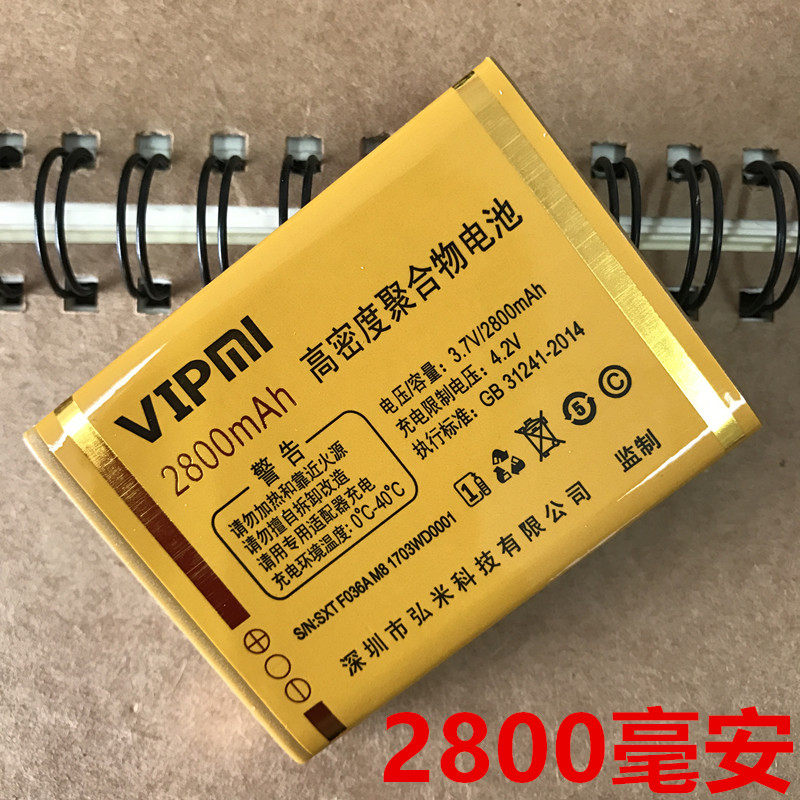 VIPMI
2800mAh
高密度聚合物电池
电压/容量: 3.7V/2800mAh
充电限制电压: 4.2V
执行标准: GB 31241-2014
警告
请勿加热和靠近火源
请勿擅自拆卸改造
请用专用适配器充电
充电环境温度: 0℃-40℃
1
5
C
S/N:SXT F036A M8 1703WD0001
深圳市弘米科技有限公司 监制
2800毫安